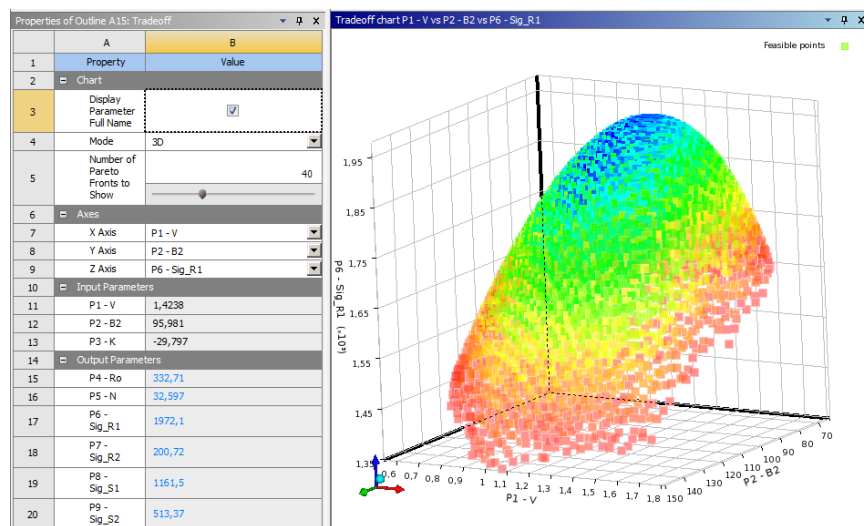 Properties of Outline A15: Tradeoff
A B
1 Property Value
2 Chart
3 Display Parameter Full Name
4 Mode 3D
5 Number of Pareto Fronts to Show 40
6 Axes
7 X Axis P1 - V
8 Y Axis P2 - B2
9 Z Axis P6 - Sig_R1
10 Input Parameters
11 P1 - V 1,4238
12 P2 - B2 95,981
13 P3 - K -29,797
14 Output Parameters
15 P4 - Ro 332,71
16 P5 - N 32,597
17 P6 - Sig_R1 1972,1
18 P7 - Sig_R2 200,72
19 P8 - Sig_S1 1161,5
20 P9 - Sig_S2 513,37
Tradeoff chart P1 - V vs P2 - B2 vs P6 - Sig_R1
Feasible points
1,95
1,85
1,75
1,65
1,55
1,45
1,35
P6 - Sig_R1 (×10³)
0,6 0,7 0,8 0,9 1 1,1 1,2 1,3 1,4 1,5 1,6 1,7 1,8
P1 - V
150 140 130 120 110 100 90 80 70
P2 - B2